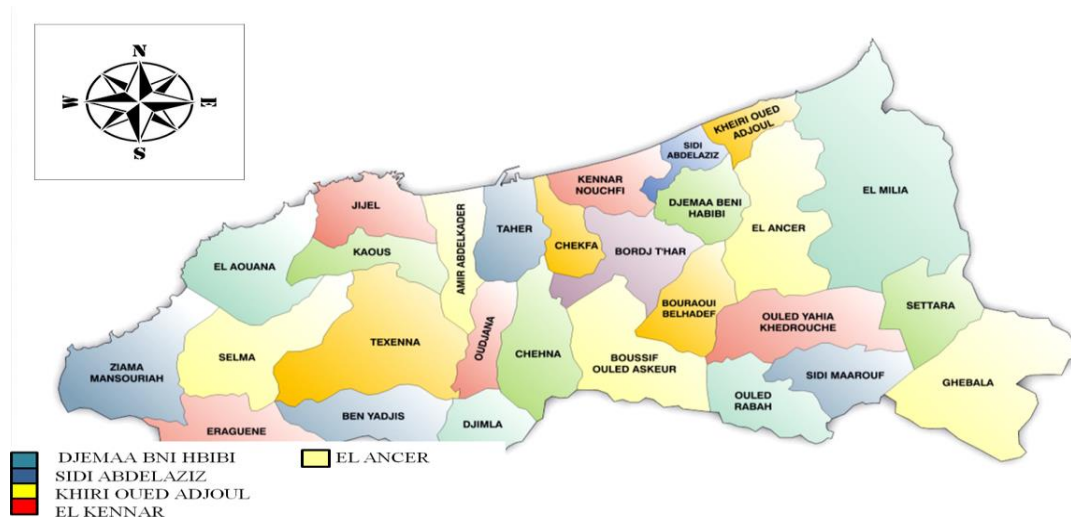 N
W
E
S
KHEIRI OUED
ADJOUL
SIDI
ABDELAZIZ
EL MILIA
KENNAR
NOUCHFI
DJEMAA BENI
HABIBI
JIJEL
TAHER
EL ANCER
AMIR ABDELKADER
CHEKFA
BORDJ T'HAR
KAOUS
EL AOUANA
BOURAOUI
BELHADEF
SETTARA
OULED YAHIA
KHEDROUCHE
OUDJANA
TEXENNA
CHEHNA
SELMA
BOUSSIF
OULED ASKEUR
ZIAMA
MANSOURIAH
SIDI MAAROUF
GHEBALA
OULED
RABAH
BEN YADJIS
DJIMLA
ERAGUENE
DJEMAA BNI HBIBI
SIDI ABDELAZIZ
KHIRI OUED ADJOUL
EL KENNAR
EL ANCER